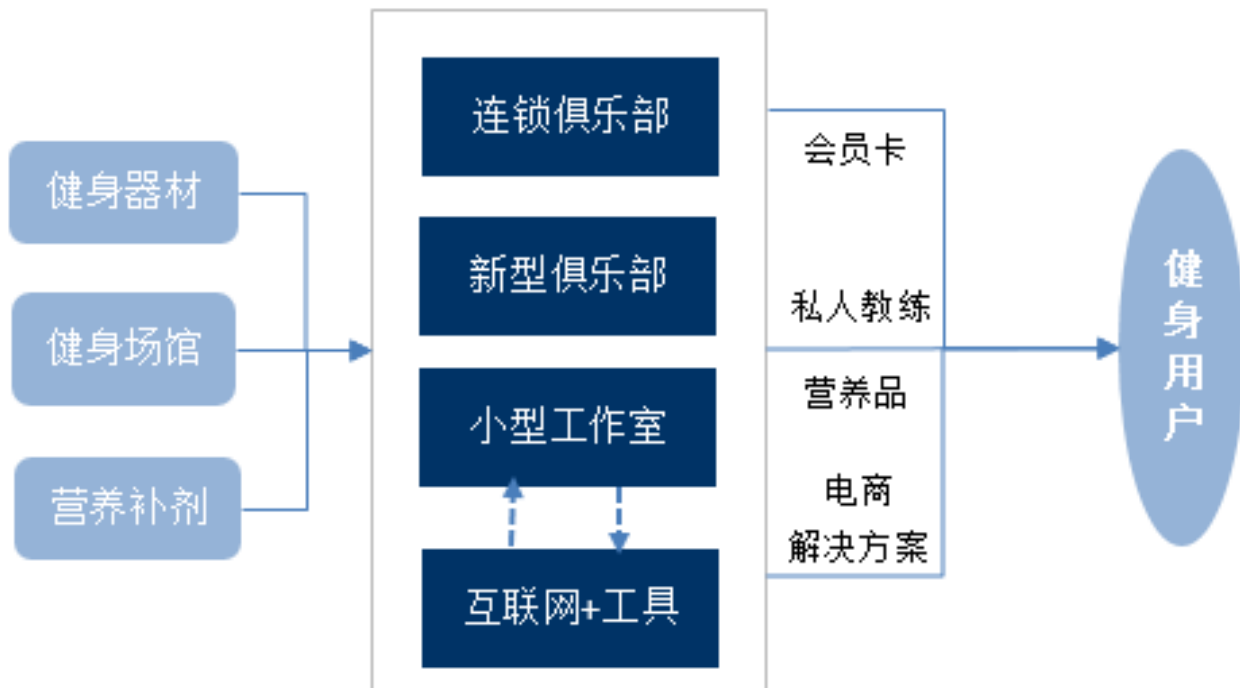 健身器材
健身场馆
营养补剂
连锁俱乐部
新型俱乐部
小型工作室
互联网+工具
会员卡
私人教练
营养品
电商
解决方案
健身用户